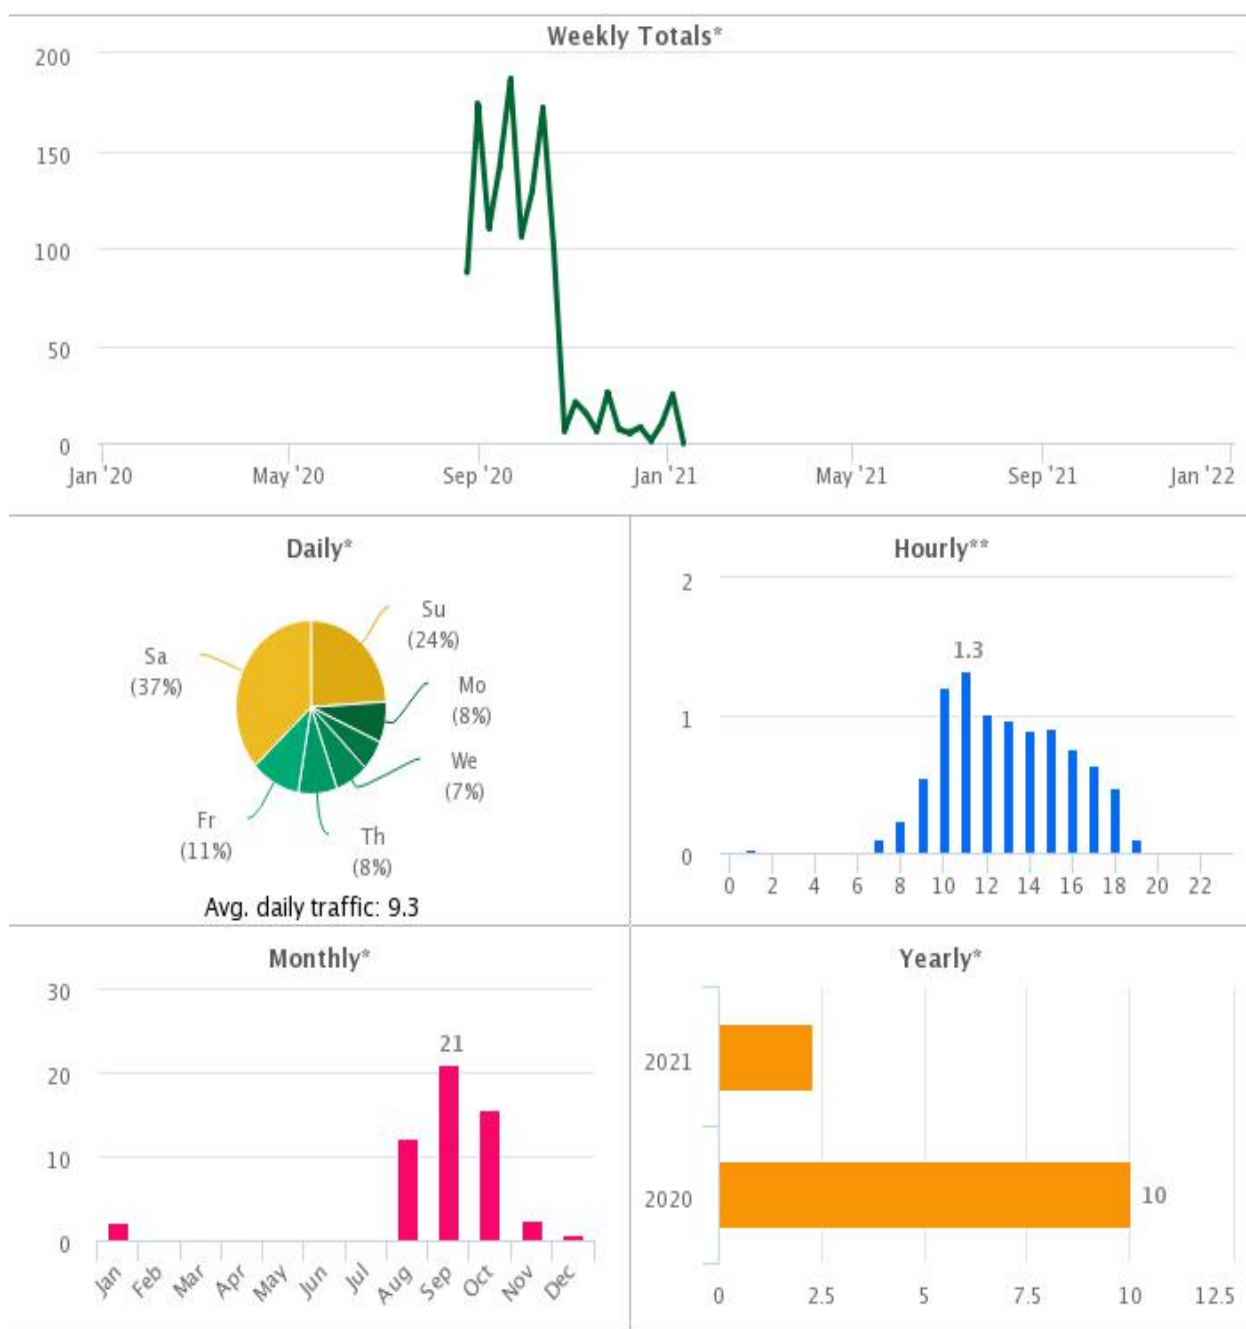 Weekly Totals*
200
150
100
50
0
Jan '20 May '20 Sep '20 Jan '21 May '21 Sep '21 Jan '22
Daily*
Su
(24%)
Sa
(37%)
Mo
(8%)
We
(7%)
Fr
(11%)
Th
(8%)
Avg. daily traffic: 9.3
Hourly**
2
1.3
1
0
0 2 4 6 8 10 12 14 16 18 20 22
Monthly*
30
21
20
10
0
Jan Feb Mar Apr May Jun Jul Aug Sep Oct Nov Dec
Yearly*
2021
2020 10
0 2.5 5 7.5 10 12.5